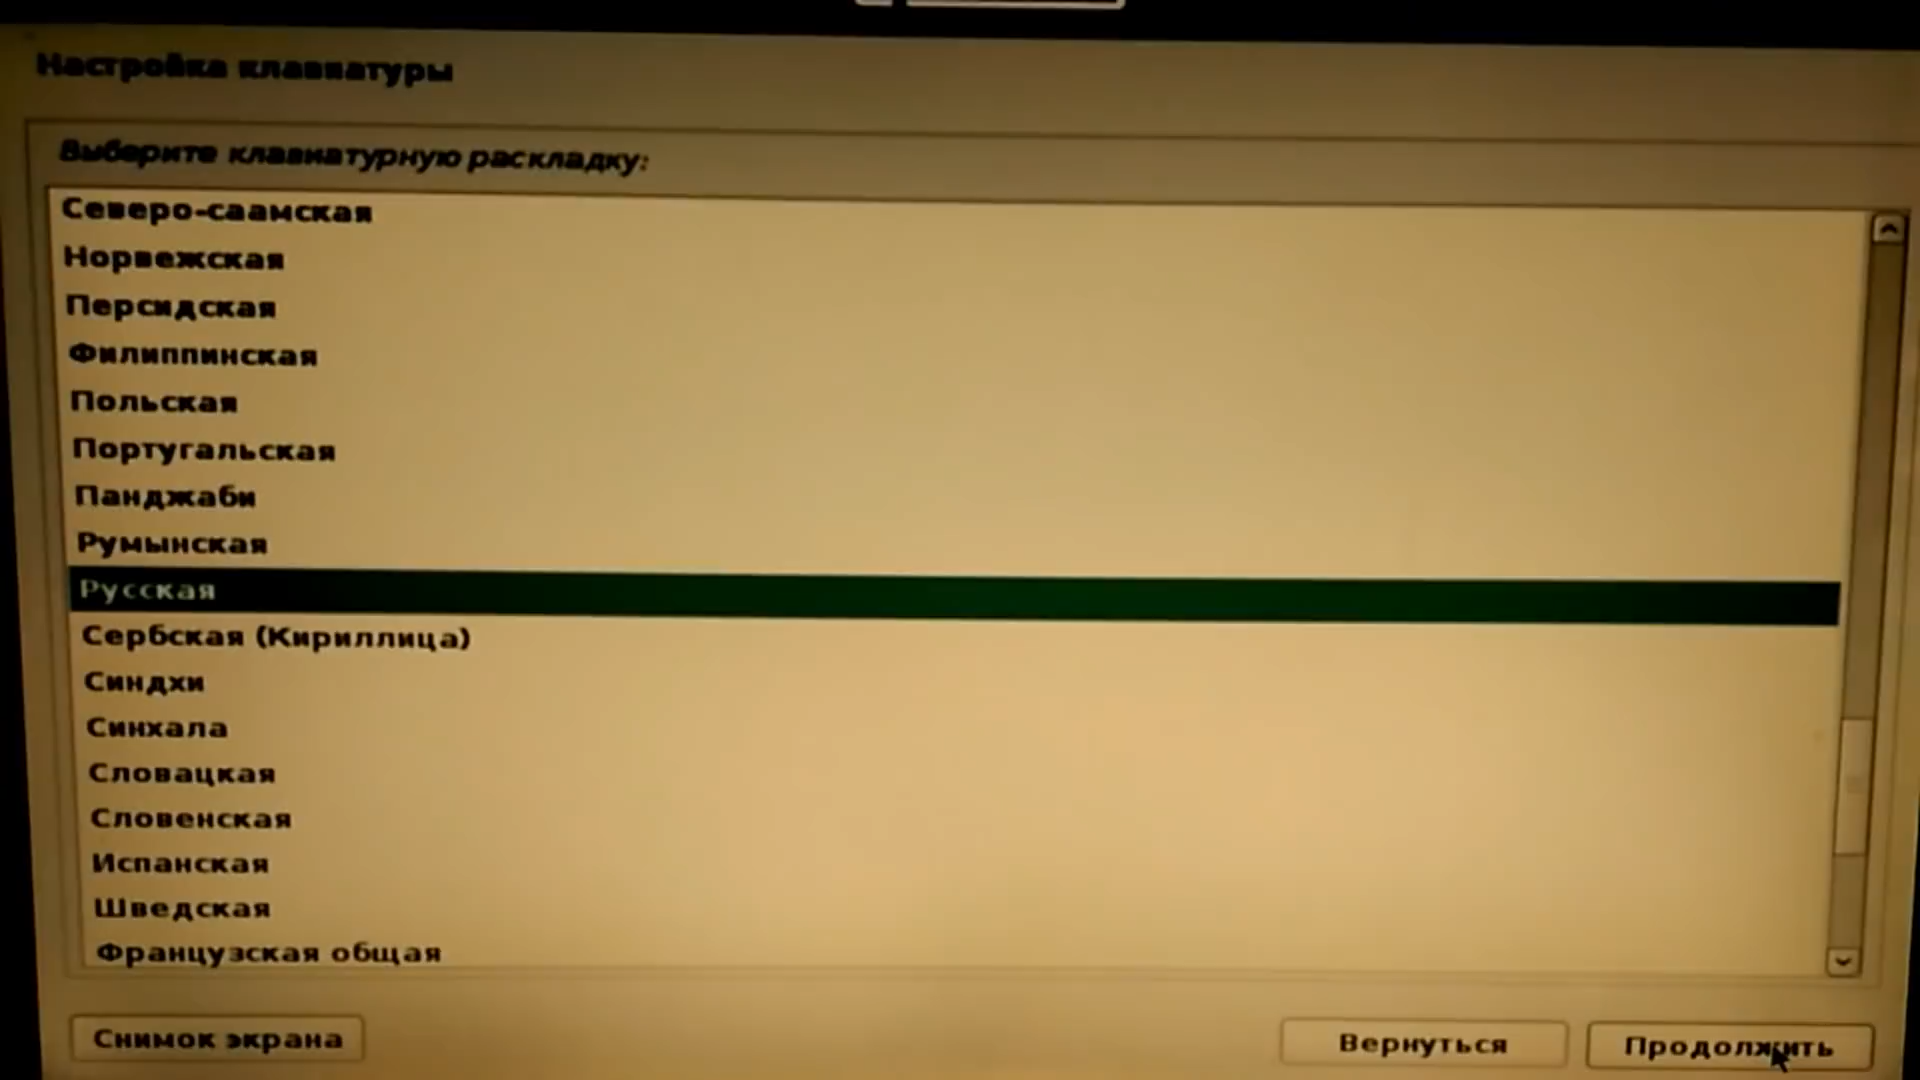 Настройка клавиатуры
Выберите клавиатурную раскладку:
Северо-саамская
Норвежская
Персидская
Филиппинская
Польская
Португальская
Панджаби
Румынская
Русская
Сербская (Кириллица)
Синдхи
Синхала
Словацкая
Словенская
Испанская
Шведская
Французская общая
Снимок экрана
Вернуться
Продолжить